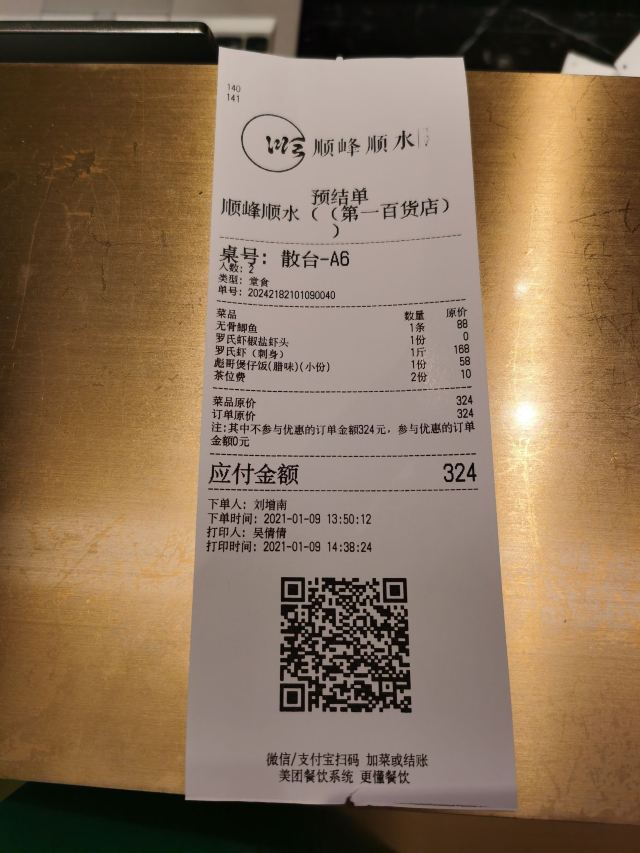 140
141
顺峰顺水
预结单
顺峰顺水（（第一百货店）
）
桌号: 散台-A6
人数: 2
类型: 堂食
单号: 20242182101090040
菜品 数量 原价
无骨鲫鱼 1条 88
罗氏虾椒盐虾头 1份 0
罗氏虾（刺身） 1斤 168
彪哥煲仔饭(腊味)(小份) 1份 58
茶位费 2份 10
菜品原价 324
订单原价 324
注:其中不参与优惠的订单金额324元，参与优惠的订单
金额0元
应付金额 324
下单人: 刘增南
下单时间: 2021-01-09 13:50:12
打印人: 吴倩倩
打印时间: 2021-01-09 14:38:24
微信/支付宝扫码 加菜或结账
美团餐饮系统 更懂餐饮